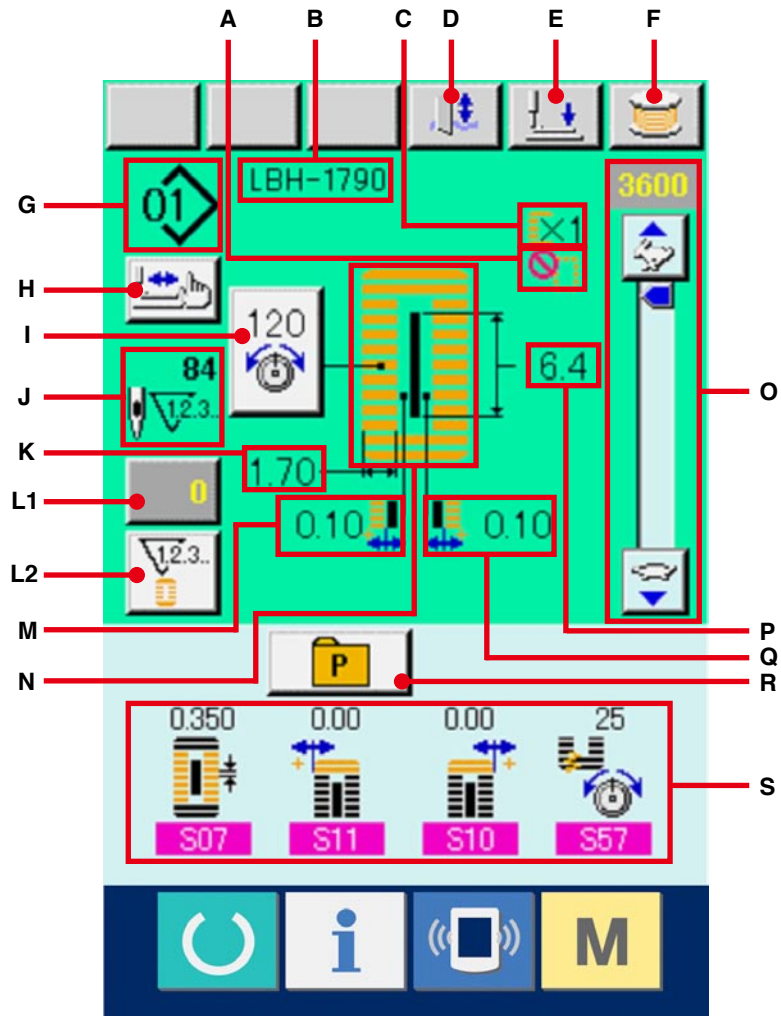 A B C D E F
LBH-1790
3600
G 01
×1
H
I 120
J 84
1.2.3..
6.4
O
K 1.70
L1 0
0.10 0.10
L2 1.2.3..
M
P
Q
N P
R
0.350 0.00 0.00 25
S
S07 S11 S10 S57
i M